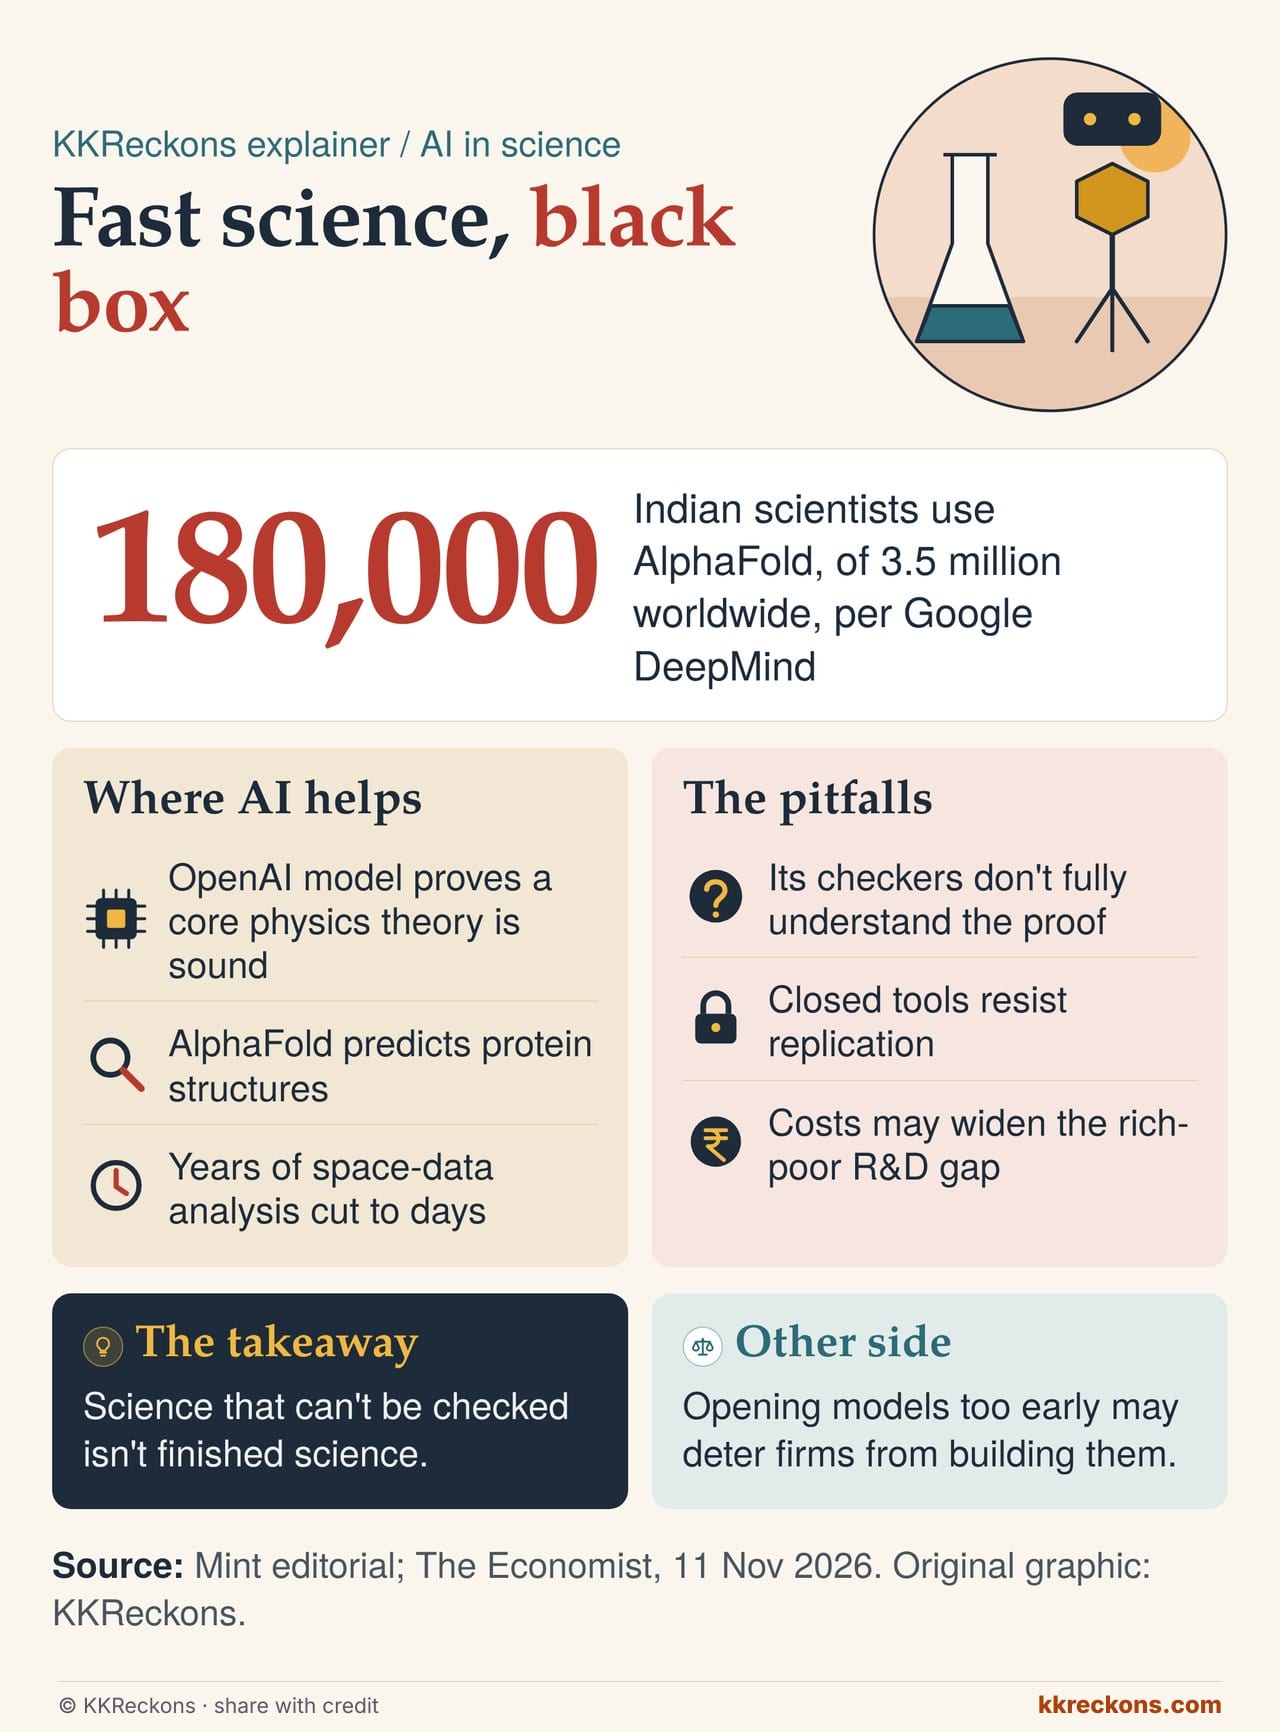 KKReckons explainer / AI in science
Fast science, black
box
180,000
Indian scientists use
AlphaFold, of 3.5 million
worldwide, per Google
DeepMind
Where AI helps
OpenAI model proves a
core physics theory is
sound
AlphaFold predicts protein
structures
Years of space-data
analysis cut to days
The pitfalls
Its checkers don't fully
understand the proof
Closed tools resist
replication
Costs may widen the rich-
poor R&D gap
The takeaway
Science that can't be checked
isn't finished science.
Other side
Opening models too early may
deter firms from building them.
Source: Mint editorial; The Economist, 11 Nov 2026. Original graphic:
KKReckons.
© KKReckons · share with credit
kkreckons.com